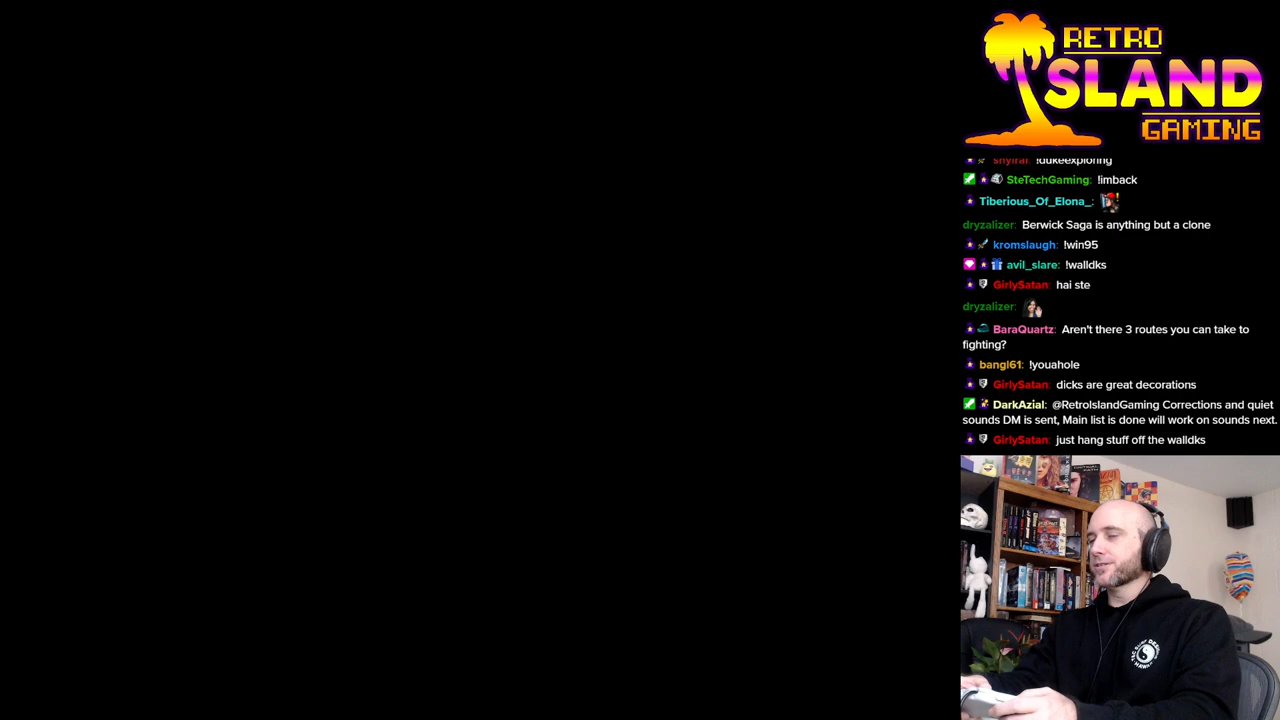 RETRO
ISLAND
GAMING
shyfral: !dukeexploring
SteTechGaming: !imback
Tiberious_Of_Elona_:
dryzalizer: Berwick Saga is anything but a clone
kromslaugh: !win95
avil_slare: !walldks
GirlySatan: hai ste
dryzalizer:
BaraQuartz: Aren't there 3 routes you can take to
fighting?
bangl61: !youahole
GirlySatan: dicks are great decorations
DarkAzial: @RetroIslandGaming Corrections and quiet
sounds DM is sent, Main list is done will work on sounds next.
GirlySatan: just hang stuff off the walldks